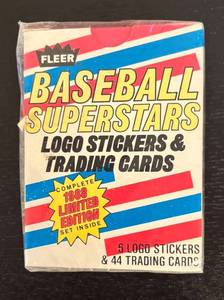 FLEER
BASEBALL
SUPERSTARS
LOGO STICKERS &
TRADING CARDS
COMPLETE
1988
LIMITED
EDITION
SET INSIDE
5 LOGO STICKERS
& 44 TRADING CARDS